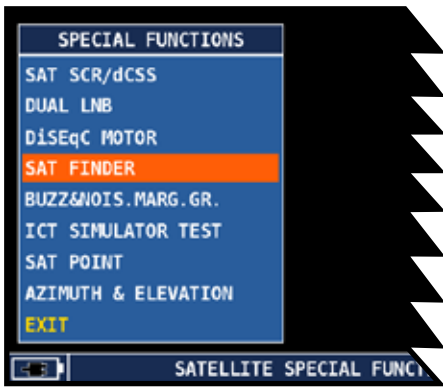 SPECIAL FUNCTIONS
SAT SCR/dCSS
DUAL LNB
DiSEqC MOTOR
SAT FINDER
BUZZ&NOIS.MARG.GR.
ICT SIMULATOR TEST
SAT POINT
AZIMUTH & ELEVATION
EXIT
SATELLITE SPECIAL FUNC